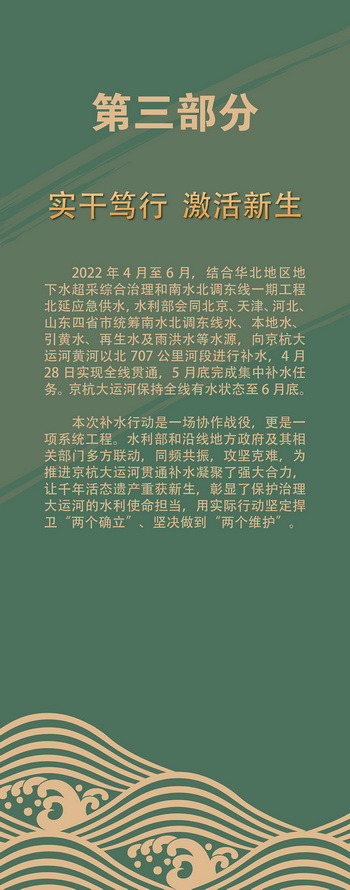 第三部分
实干笃行 激活新生
2022 年 4 月至 6 月，结合华北地区地
下水超采综合治理和南水北调东线一期工程
北延应急供水，水利部会同北京、天津、河北、
山东四省市统筹南水北调东线水、本地水、
引黄水、再生水及雨洪水等水源，向京杭大
运河黄河以北 707 公里河段进行补水，4 月
28 日实现全线贯通，5 月底完成集中补水任
务。京杭大运河保持全线有水状态至 6 月底。
本次补水行动是一场协作战役，更是一
项系统工程。水利部和沿线地方政府及其相
关部门多方联动，同频共振，攻坚克难，为
推进京杭大运河贯通补水凝聚了强大合力，
让千年活态遗产重获新生，彰显了保护治理
大运河的水利使命担当，用实际行动坚定捍
卫“两个确立”、坚决做到“两个维护”。